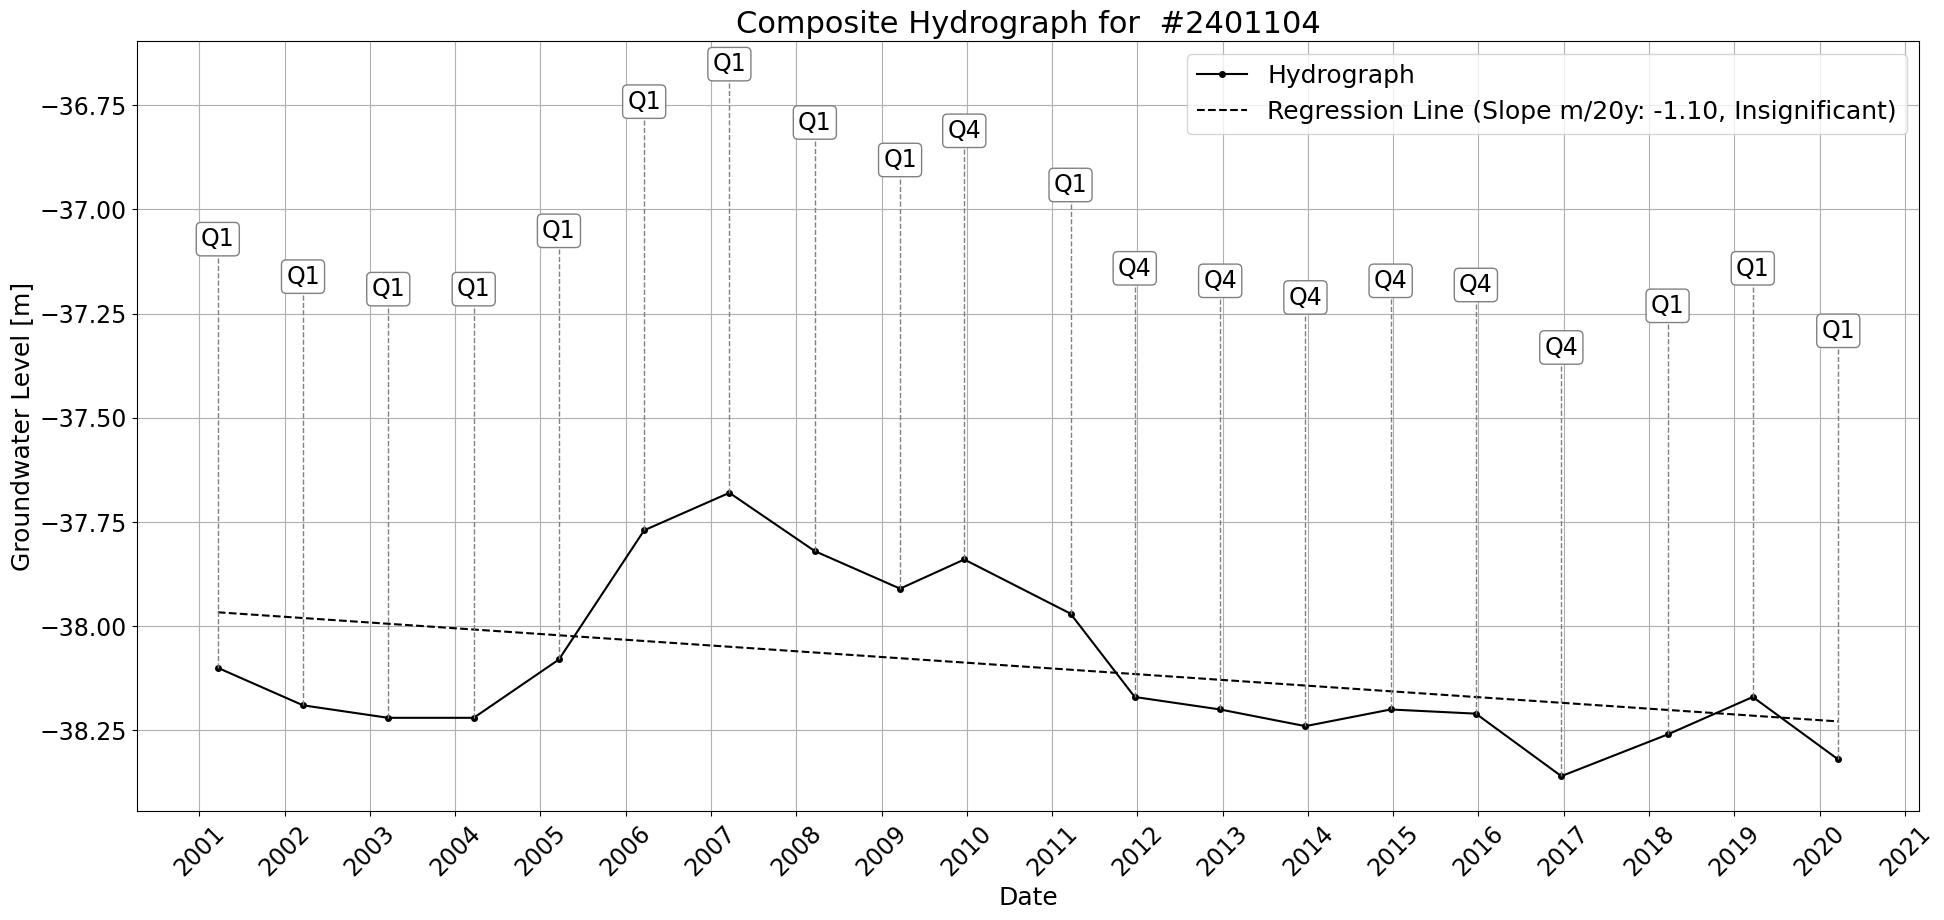 Composite Hydrograph for  #2401104
Hydrograph
Regression Line (Slope m/20y: -1.10, Insignificant)
Groundwater Level [m]
−36.75
−37.00
−37.25
−37.50
−37.75
−38.00
−38.25
Q1
Q1
Q1
Q1
Q1
Q1
Q1
Q1
Q1
Q4
Q1
Q4
Q4
Q4
Q4
Q4
Q4
Q1
Q1
Q1
2001
2002
2003
2004
2005
2006
2007
2008
2009
2010
2011
2012
2013
2014
2015
2016
2017
2018
2019
2020
2021
Date